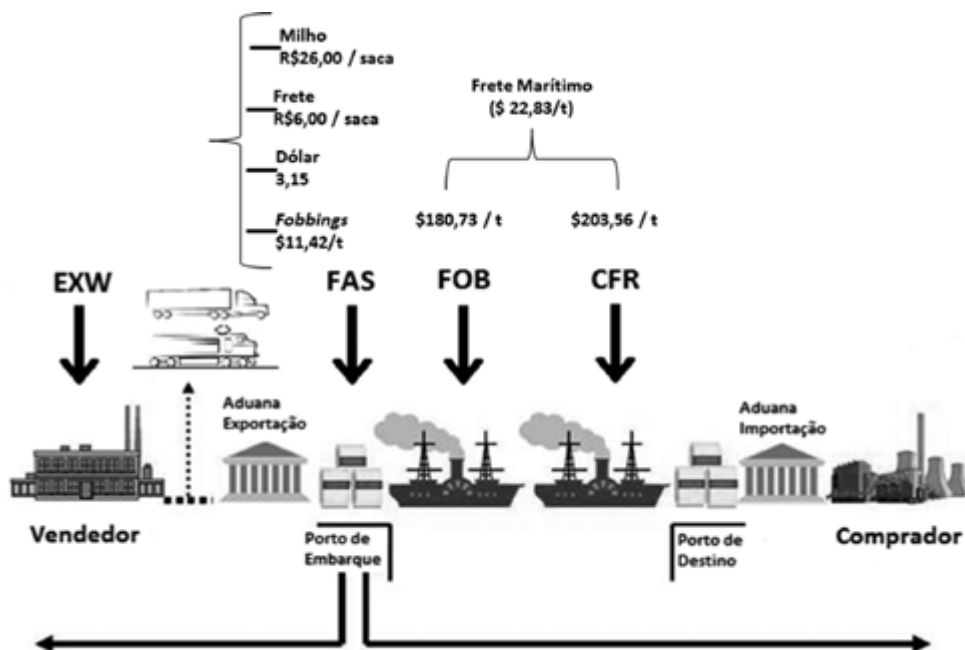 Milho
R$26,00 / saca
Frete
R$6,00 / saca
Dólar
3,15
Fobbings
$11,42/t
Frete Marítimo
($ 22,83/t)
$180,73 / t
$203,56 / t
EXW
FAS
FOB
CFR
Aduana
Exportação
Aduana
Importação
Vendedor
Porto de
Embarque
Porto de
Destino
Comprador